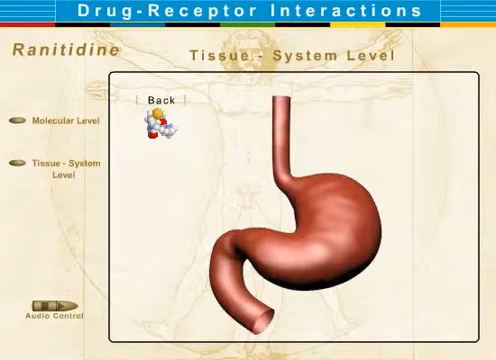 Drug-Receptor Interactions
Ranitidine
Tissue - System Level
[ Back ]
Molecular Level
Tissue - System
Level
Audio Control